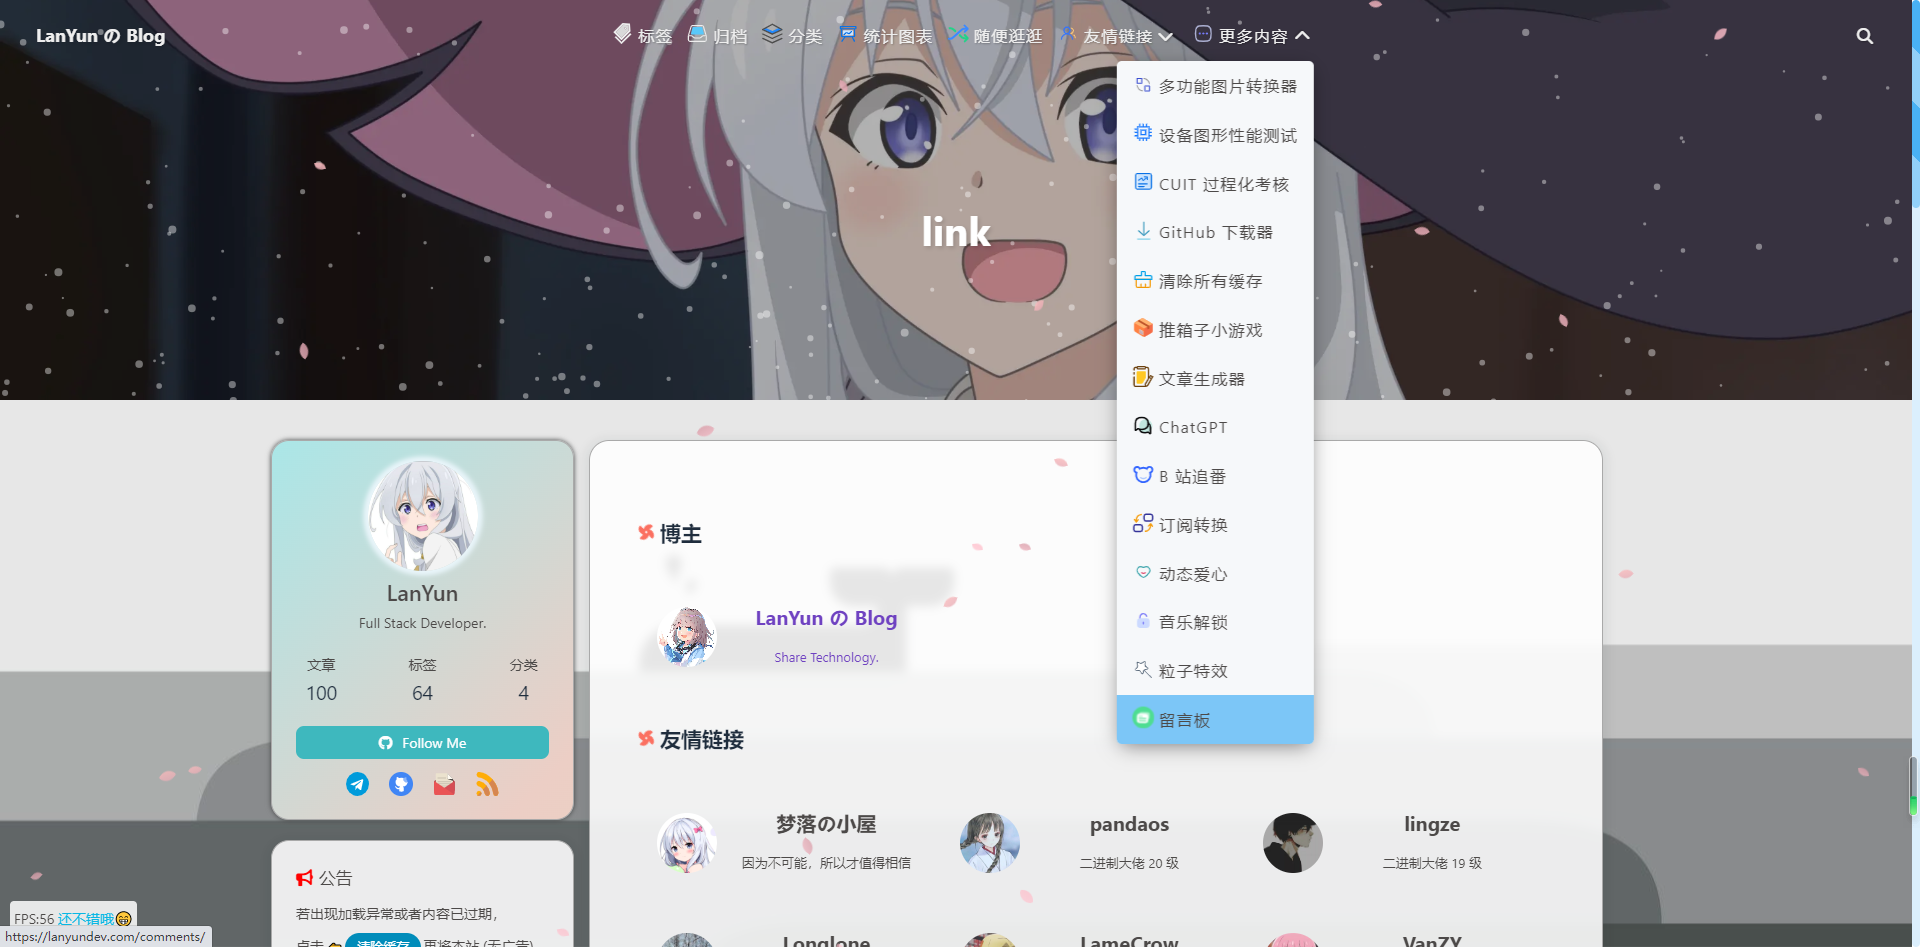 LanYun の Blog
标签 归档 分类 统计图表 随便逛逛 友情链接 更多内容
多功能图片转换器
设备图形性能测试
CUIT 过程化考核
GitHub 下载器
清除所有缓存
推箱子小游戏
文章生成器
ChatGPT
B 站追番
订阅转换
动态爱心
音乐解锁
粒子特效
留言板
link
LanYun
Full Stack Developer.
文章 标签 分类
100 64 4
Follow Me
公告
若出现加载异常或者内容已过期，
点击 清除缓存 更将本站 (无广告)
博主
LanYun の Blog
Share Technology.
友情链接
梦落の小屋
因为不可能，所以才值得相信
pandaos
二进制大佬 20 级
lingze
二进制大佬 19 级
Longlone
LameCrow
VanZY
FPS:56 还不错哦
https://lanyundev.com/comments/